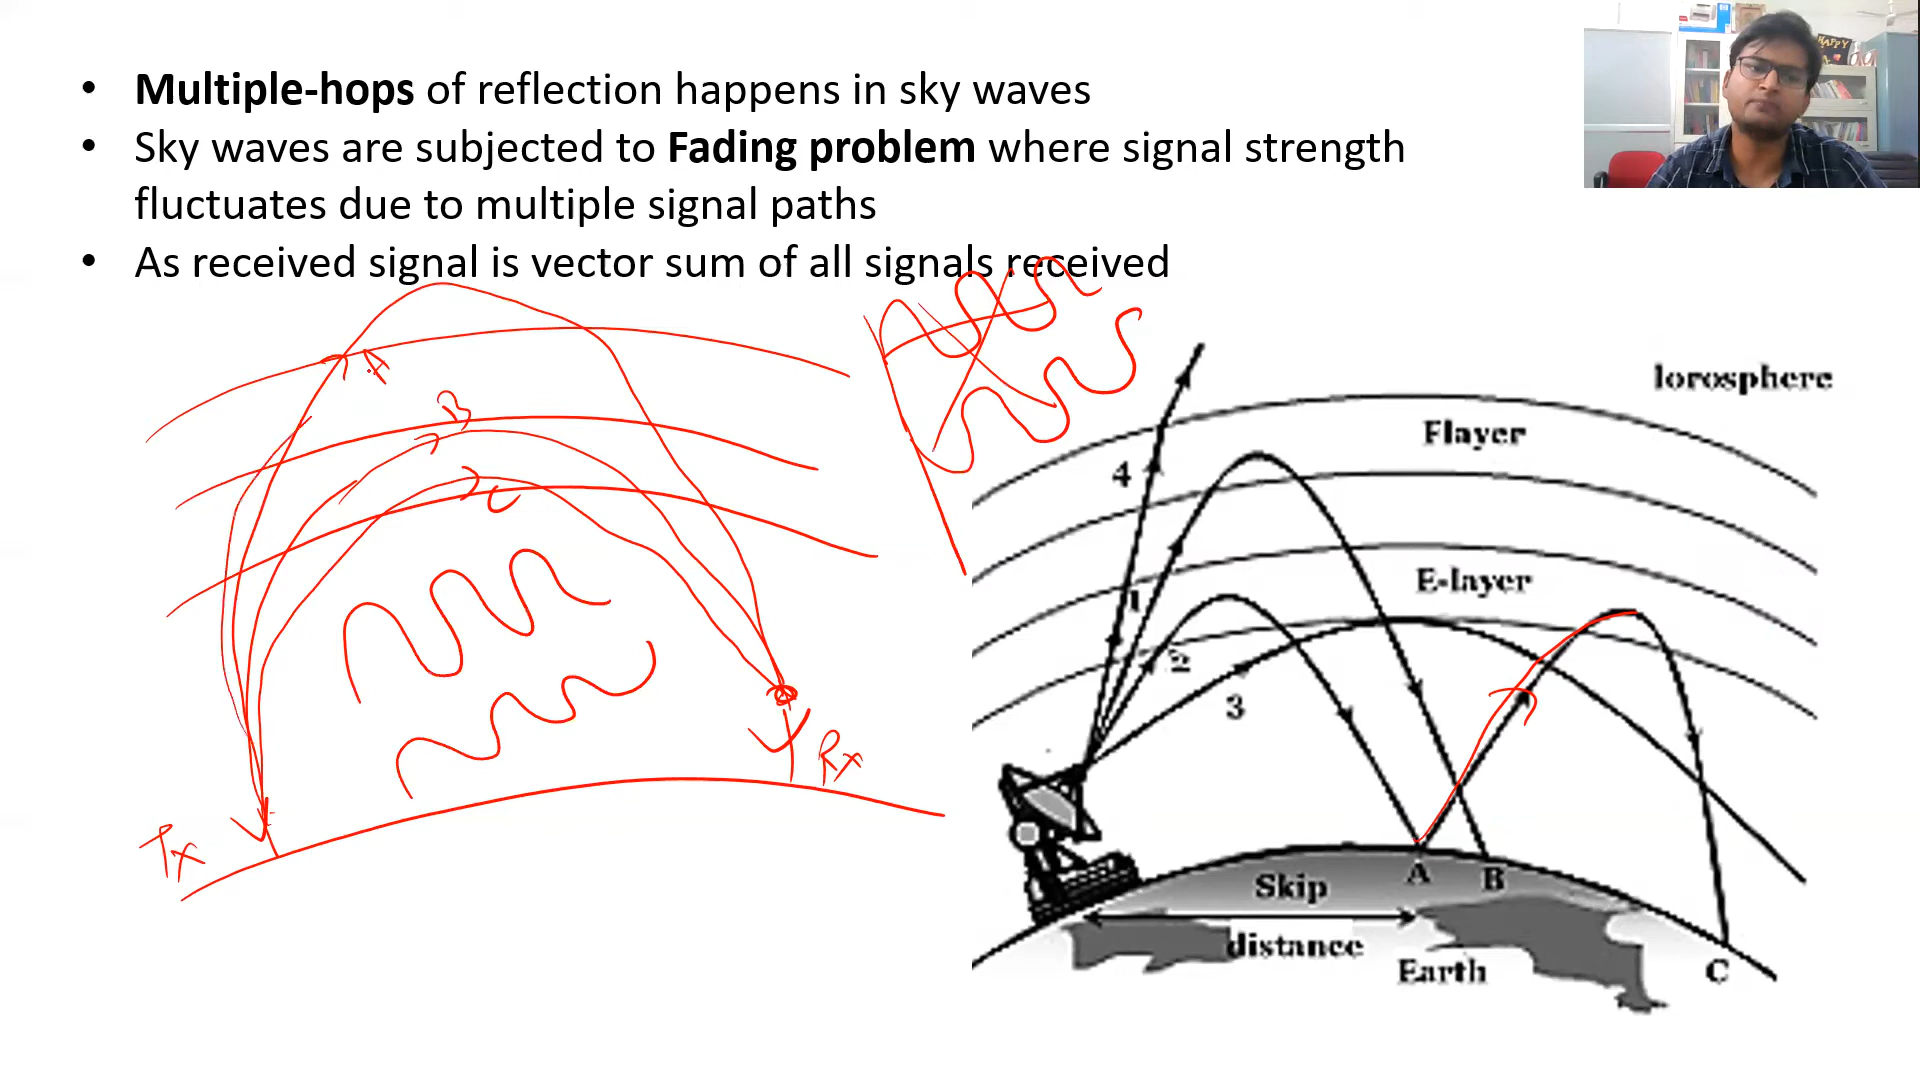 • Multiple-hops of reflection happens in sky waves
• Sky waves are subjected to Fading problem where signal strength
fluctuates due to multiple signal paths
• As received signal is vector sum of all signals received
HAPPY
A
B
C
Tx
Rx
Iorosphere
Flayer
4
E-layer
1
2
3
A
B
Skip
distance
Earth
C